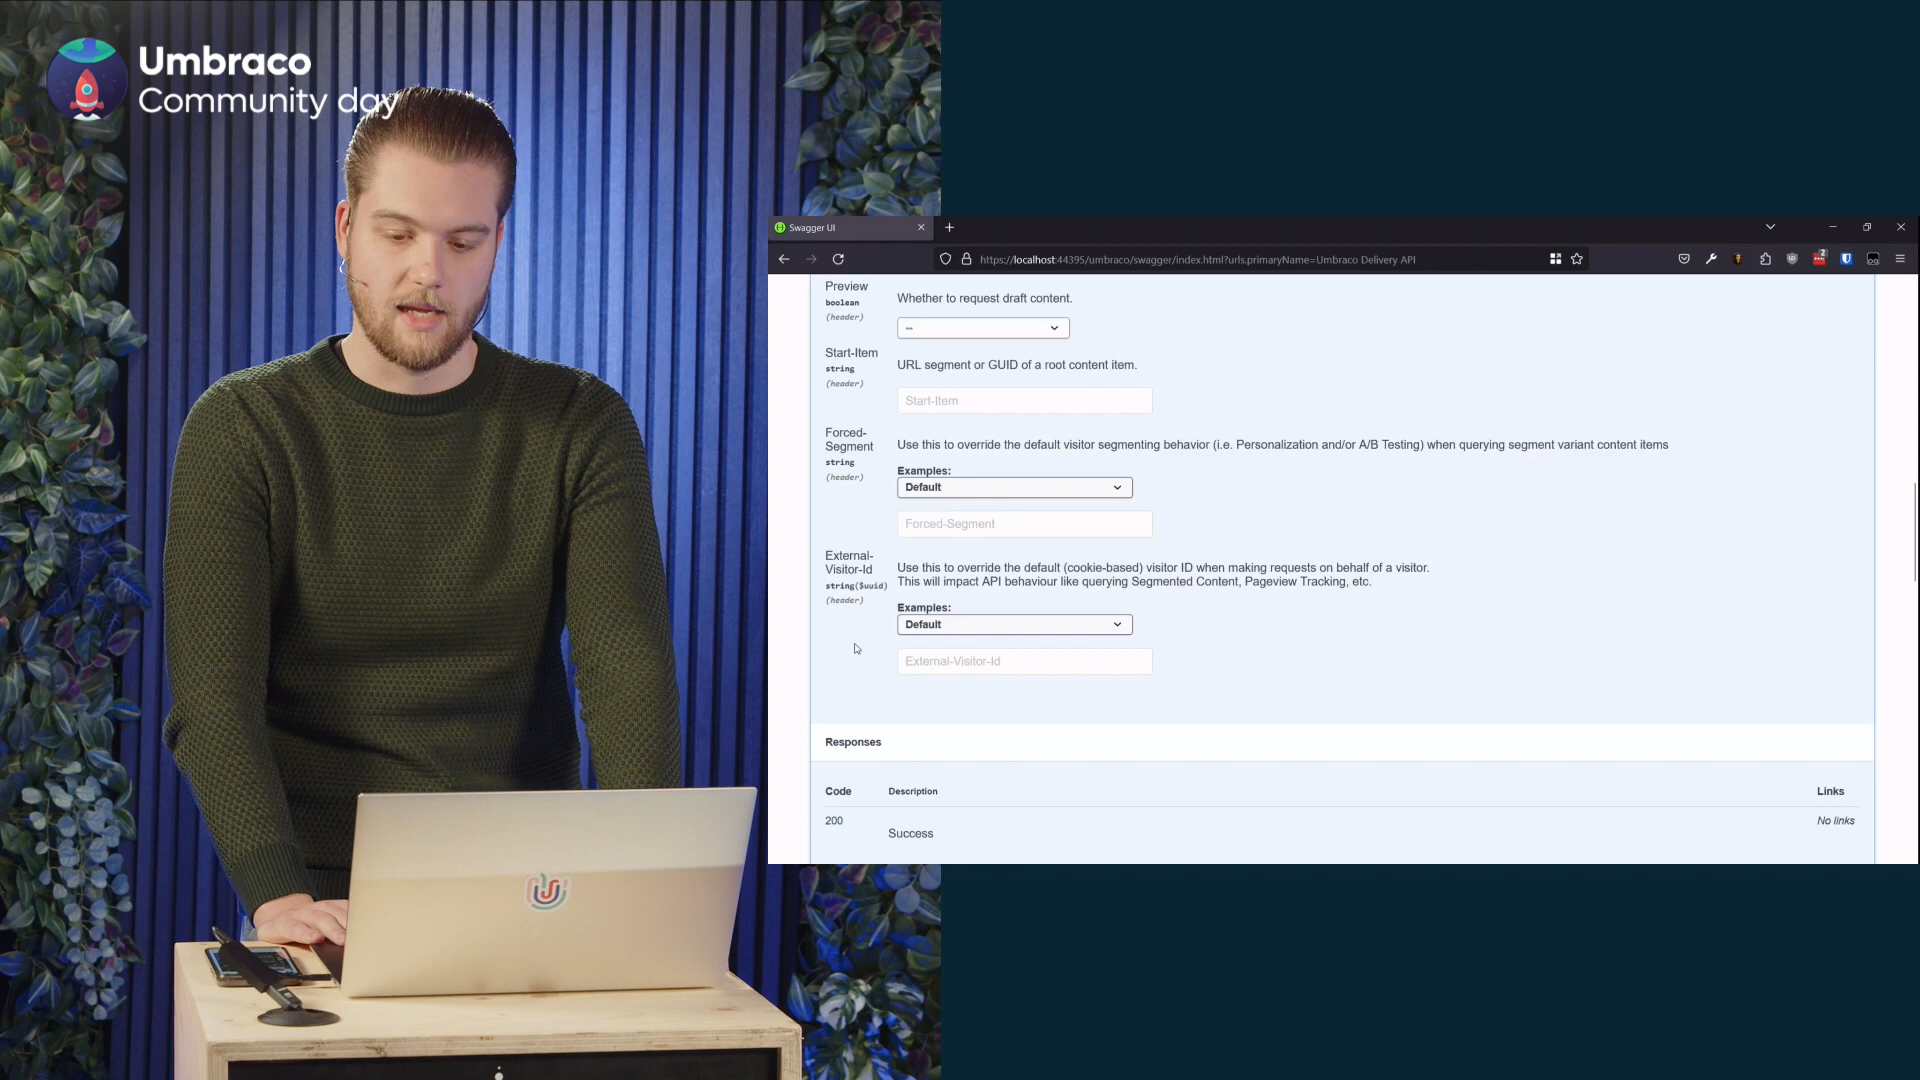 Umbraco
Community day
Swagger UI
https://localhost:44395/umbraco/swagger/index.html?urls.primaryName=Umbraco Delivery API
Preview
boolean
(header)
Whether to request draft content.
--
Start-Item
string
(header)
URL segment or GUID of a root content item.
Start-Item
Forced-
Segment
string
(header)
Use this to override the default visitor segmenting behavior (i.e. Personalization and/or A/B Testing) when querying segment variant content items
Examples:
Default
Forced-Segment
External-
Visitor-Id
string($uuid)
(header)
Use this to override the default (cookie-based) visitor ID when making requests on behalf of a visitor.
This will impact API behaviour like querying Segmented Content, Pageview Tracking, etc.
Examples:
Default
External-Visitor-Id
Responses
Code
Description
Links
200
Success
No links